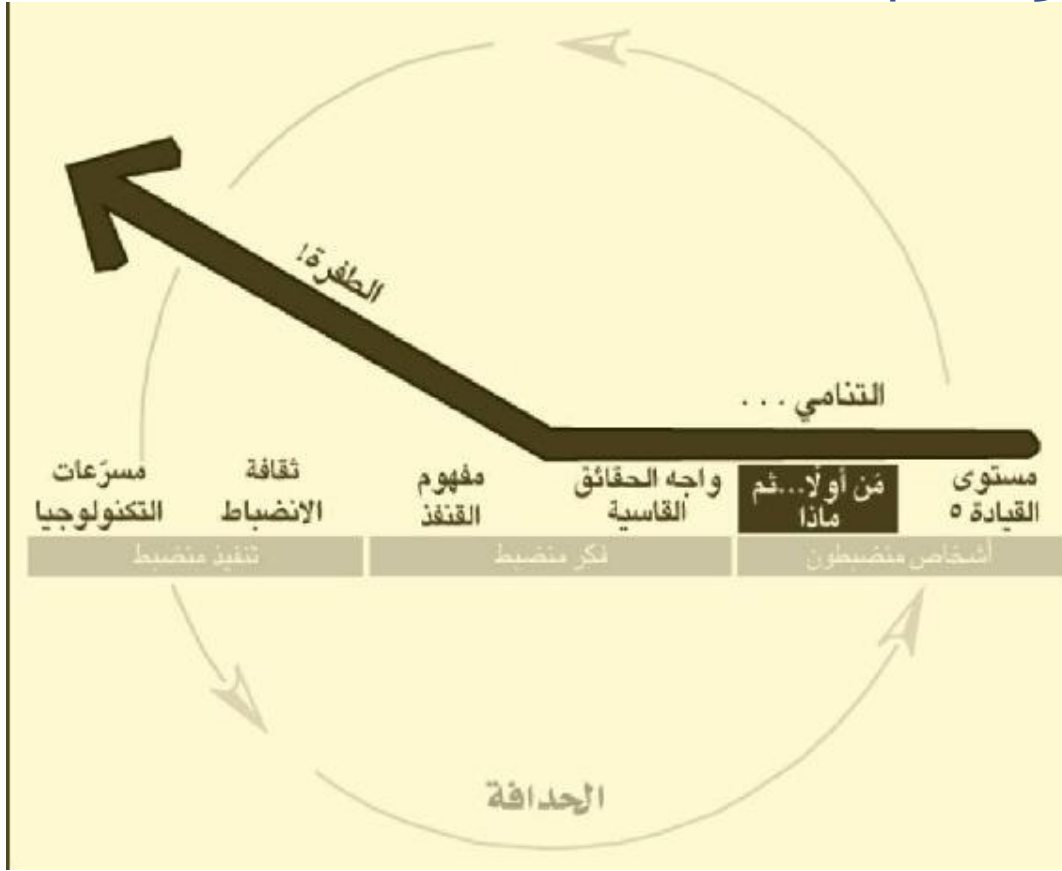 الطفرة!
التنامي ...
مستوى
القيادة ٥
مَن أولًا...ثم
ماذا
واجه الحقائق
القاسية
مفهوم
القنفذ
ثقافة
الانضباط
مسرّعات
التكنولوجيا
أشخاص منضبطون
فكر منضبط
تنفيذ منضبط
الحدافة